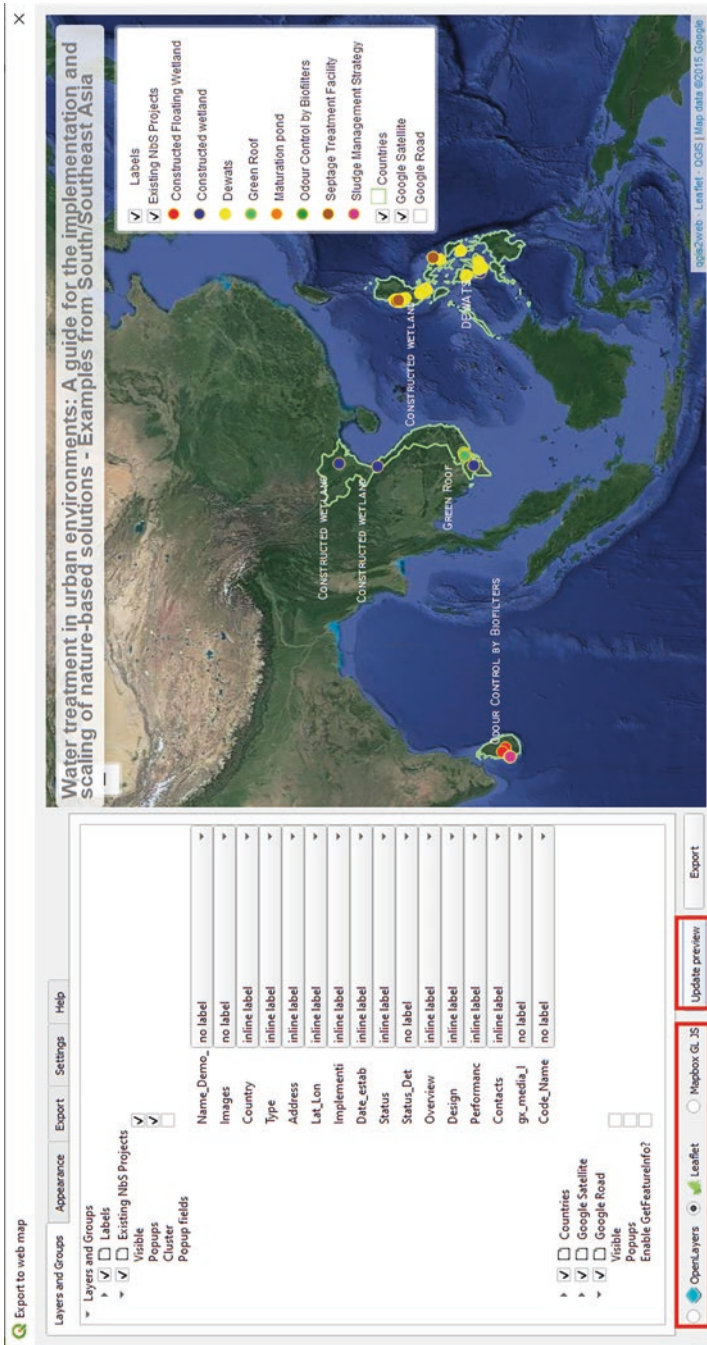 Export to web map
×
Layers and Groups
Appearance
Export
Settings
Help
Layers and Groups
Labels
Existing NbS Projects
Visible
Popups
Cluster
Popup fields
Name_Demo_ no label
Images no label
Country inline label
Type inline label
Address inline label
Lat_Lon inline label
Implementi inline label
Date_estab inline label
Status inline label
Status_Det no label
Overview inline label
Design inline label
Performanc inline label
Contacts inline label
gx_media_l no label
Code_Name no label
Countries
Google Satellite
Google Road
Visible
Popups
Enable GetFeatureInfo?
OpenLayers
Leaflet
Mapbox GL JS
Update preview
Export
Water treatment in urban environments: A guide for the implementation and
scaling of nature-based solutions - Examples from South/Southeast Asia
Labels
Existing NbS Projects
Constructed Floating Wetland
Constructed wetland
Dewats
Green Roof
Maturation pond
Odour Control by Biofilters
Septage Treatment Facility
Sludge Management Strategy
Countries
Google Satellite
Google Road
CONSTRUCTED WETLAND
CONSTRUCTED WETLAND
CONSTRUCTED WETLAND
DEWATS
GREEN ROOF
ODOUR CONTROL BY BIOFILTERS
qgis2web · Leaflet · QGIS | Map data ©2015 Google